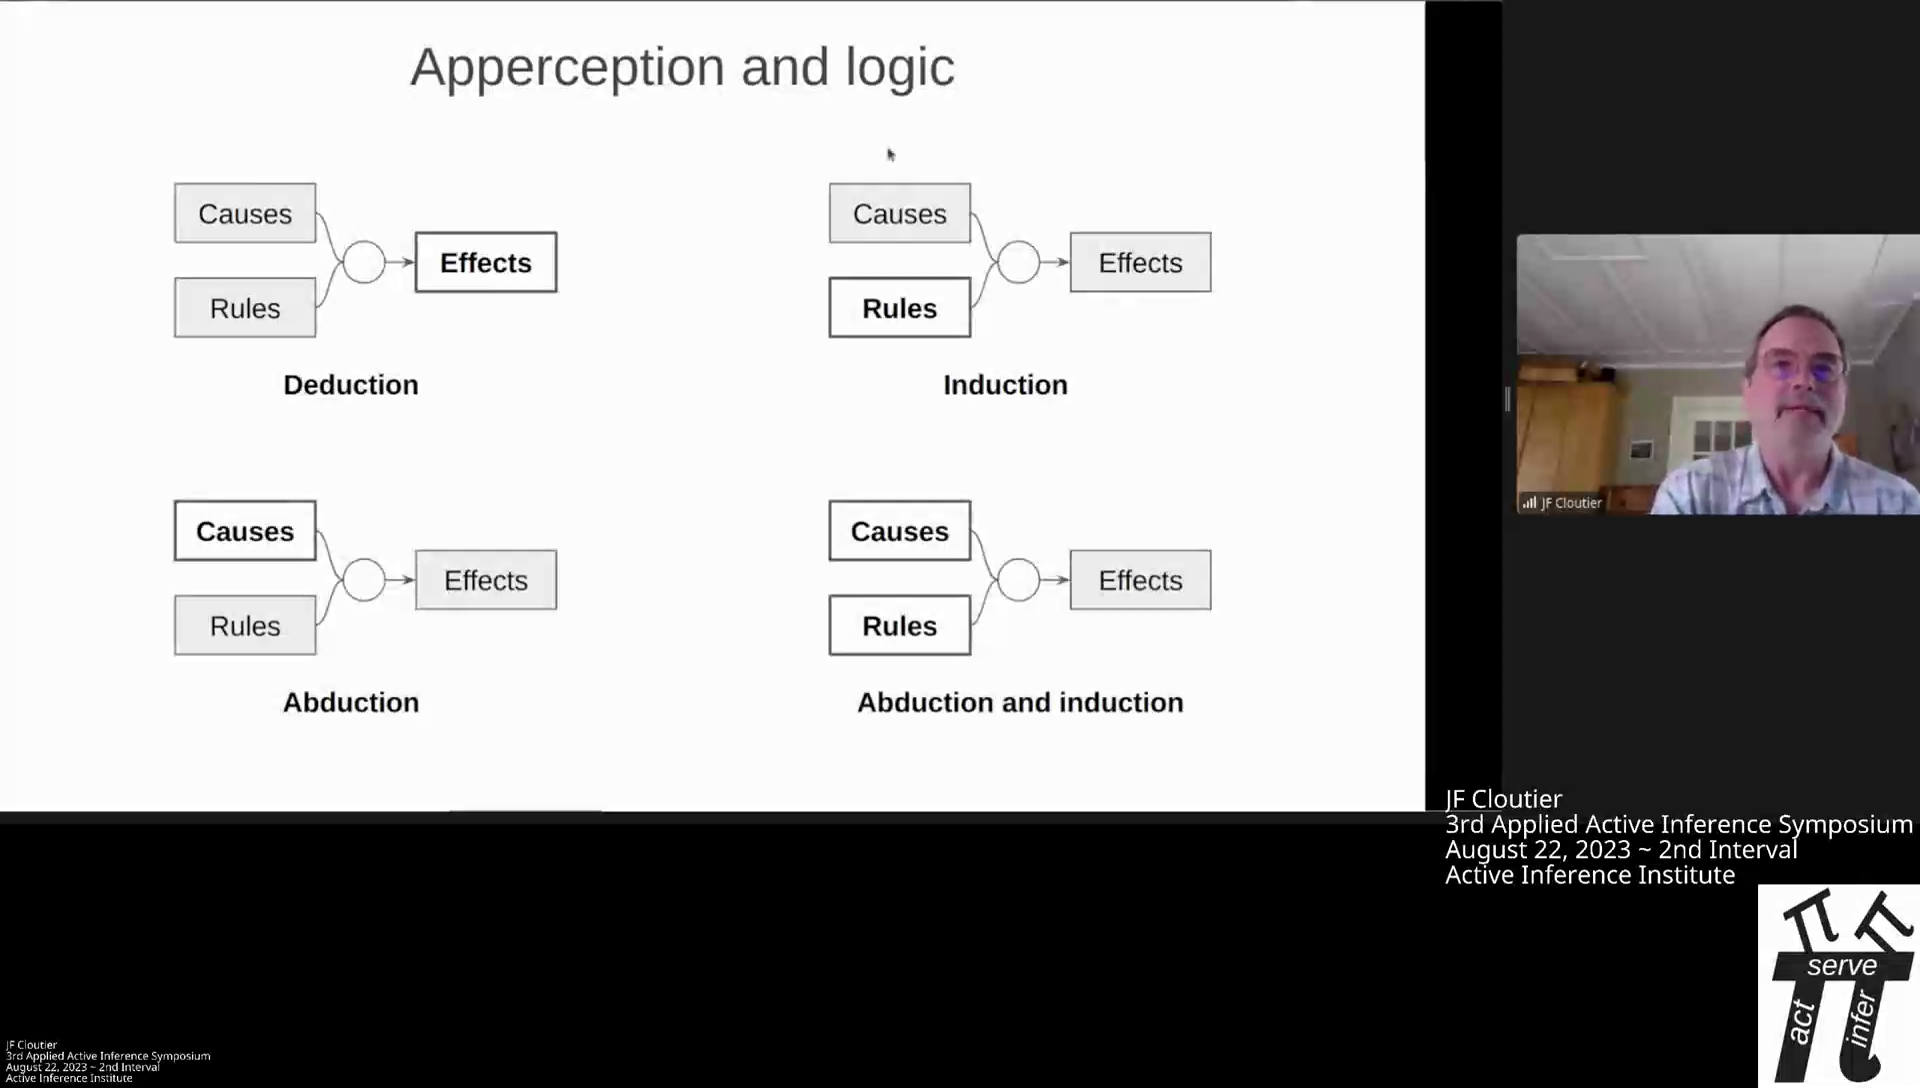 Apperception and logic
Causes
Rules
Effects
Deduction
Causes
Rules
Effects
Induction
Causes
Rules
Effects
Abduction
Causes
Rules
Effects
Abduction and induction
JF Cloutier
JF Cloutier
3rd Applied Active Inference Symposium
August 22, 2023 ~ 2nd Interval
Active Inference Institute
serve
act
infer
JF Cloutier
3rd Applied Active Inference Symposium
August 22, 2023 ~ 2nd Interval
Active Inference Institute